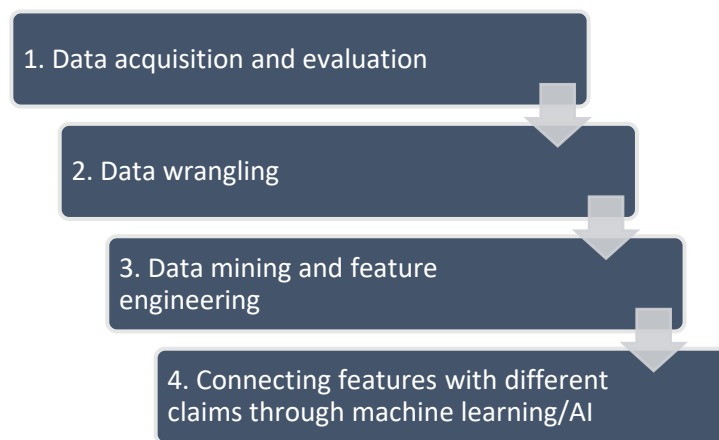 1. Data acquisition and evaluation
2. Data wrangling
3. Data mining and feature
engineering
4. Connecting features with different
claims through machine learning/AI